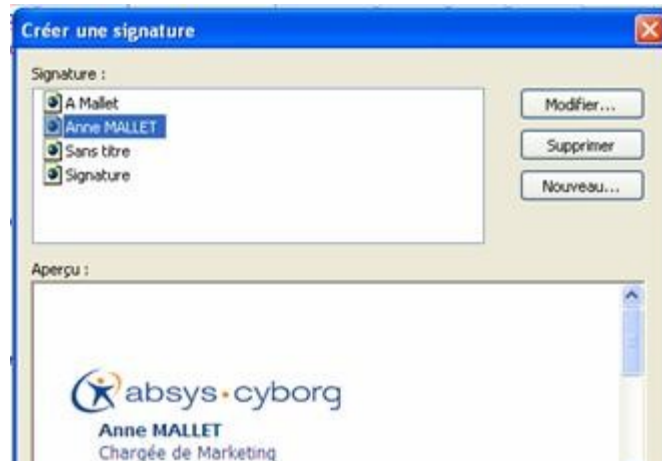 Créer une signature
Signature :
A Mallet
Anne MALLET
Sans titre
Signature
Modifier...
Supprimer
Nouveau...
Aperçu :
absys•cyborg
Anne MALLET
Chargée de Marketing